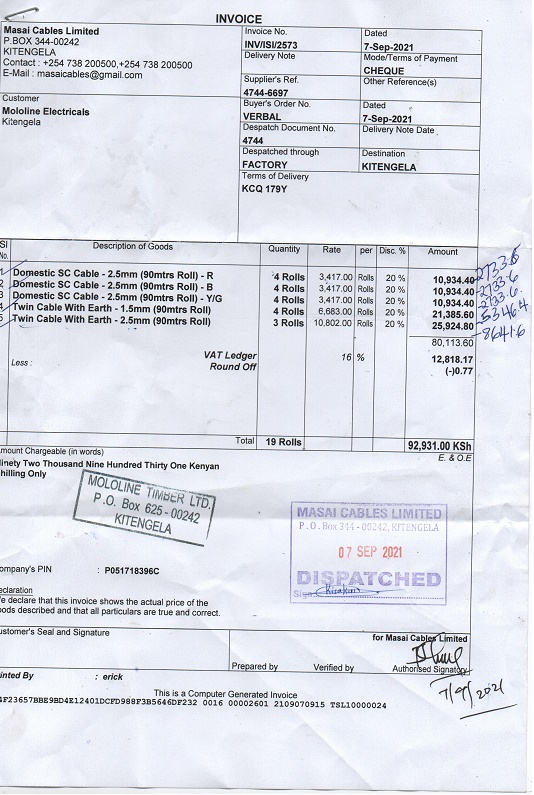 INVOICE
Masai Cables Limited
P.BOX 344-00242
KITENGELA
Contact : +254 738 200500,+254 738 200500
E-Mail : masaicables@gmail.com
Invoice No.
INV/ISI/2573
Dated
7-Sep-2021
Delivery Note
Mode/Terms of Payment
CHEQUE
Supplier's Ref.
4744-6697
Other Reference(s)
Customer
Mololine Electricals
Kitengela
Buyer's Order No.
VERBAL
Dated
7-Sep-2021
Despatch Document No.
4744
Delivery Note Date
Despatched through
FACTORY
Destination
KITENGELA
Terms of Delivery
KCQ 179Y
SI No. Description of Goods Quantity Rate per Disc. % Amount
1 Domestic SC Cable - 2.5mm (90mtrs Roll) - R 4 Rolls 3,417.00 Rolls 20 % 10,934.40 2733.6
2 Domestic SC Cable - 2.5mm (90mtrs Roll) - B 4 Rolls 3,417.00 Rolls 20 % 10,934.40 2733.6
3 Domestic SC Cable - 2.5mm (90mtrs Roll) - Y/G 4 Rolls 3,417.00 Rolls 20 % 10,934.40 2733.6
4 Twin Cable With Earth - 1.5mm (90mtrs Roll) 4 Rolls 6,683.00 Rolls 20 % 21,385.60 5346.4
5 Twin Cable With Earth - 2.5mm (90mtrs Roll) 3 Rolls 10,802.00 Rolls 20 % 25,924.80 8641.6
80,113.60
VAT Ledger 16 % 12,818.17
Less : Round Off (-)0.77
Total 19 Rolls 92,931.00 KSh
mount Chargeable (in words) E. & O.E
inety Two Thousand Nine Hundred Thirty One Kenyan
hilling Only
MOLOLINE TIMBER LTD.
P.O. Box 625 - 00242
KITENGELA
MASAI CABLES LIMITED
P.O. Box 344 - 00242, KITENGELA
07 SEP 2021
DISPATCHED
Sign
ompany's PIN : P051718396C
eclaration
e declare that this invoice shows the actual price of the
oods described and that all particulars are true and correct.
ustomer's Seal and Signature
for Masai Cables Limited
Prepared by Verified by Authorised Signatory
7/9/2021
inted By : erick
This is a Computer Generated Invoice
4F23657BBE9BD4E12401DCFD988F3B5646DF232 0016 00002601 2109070915 TSL10000024